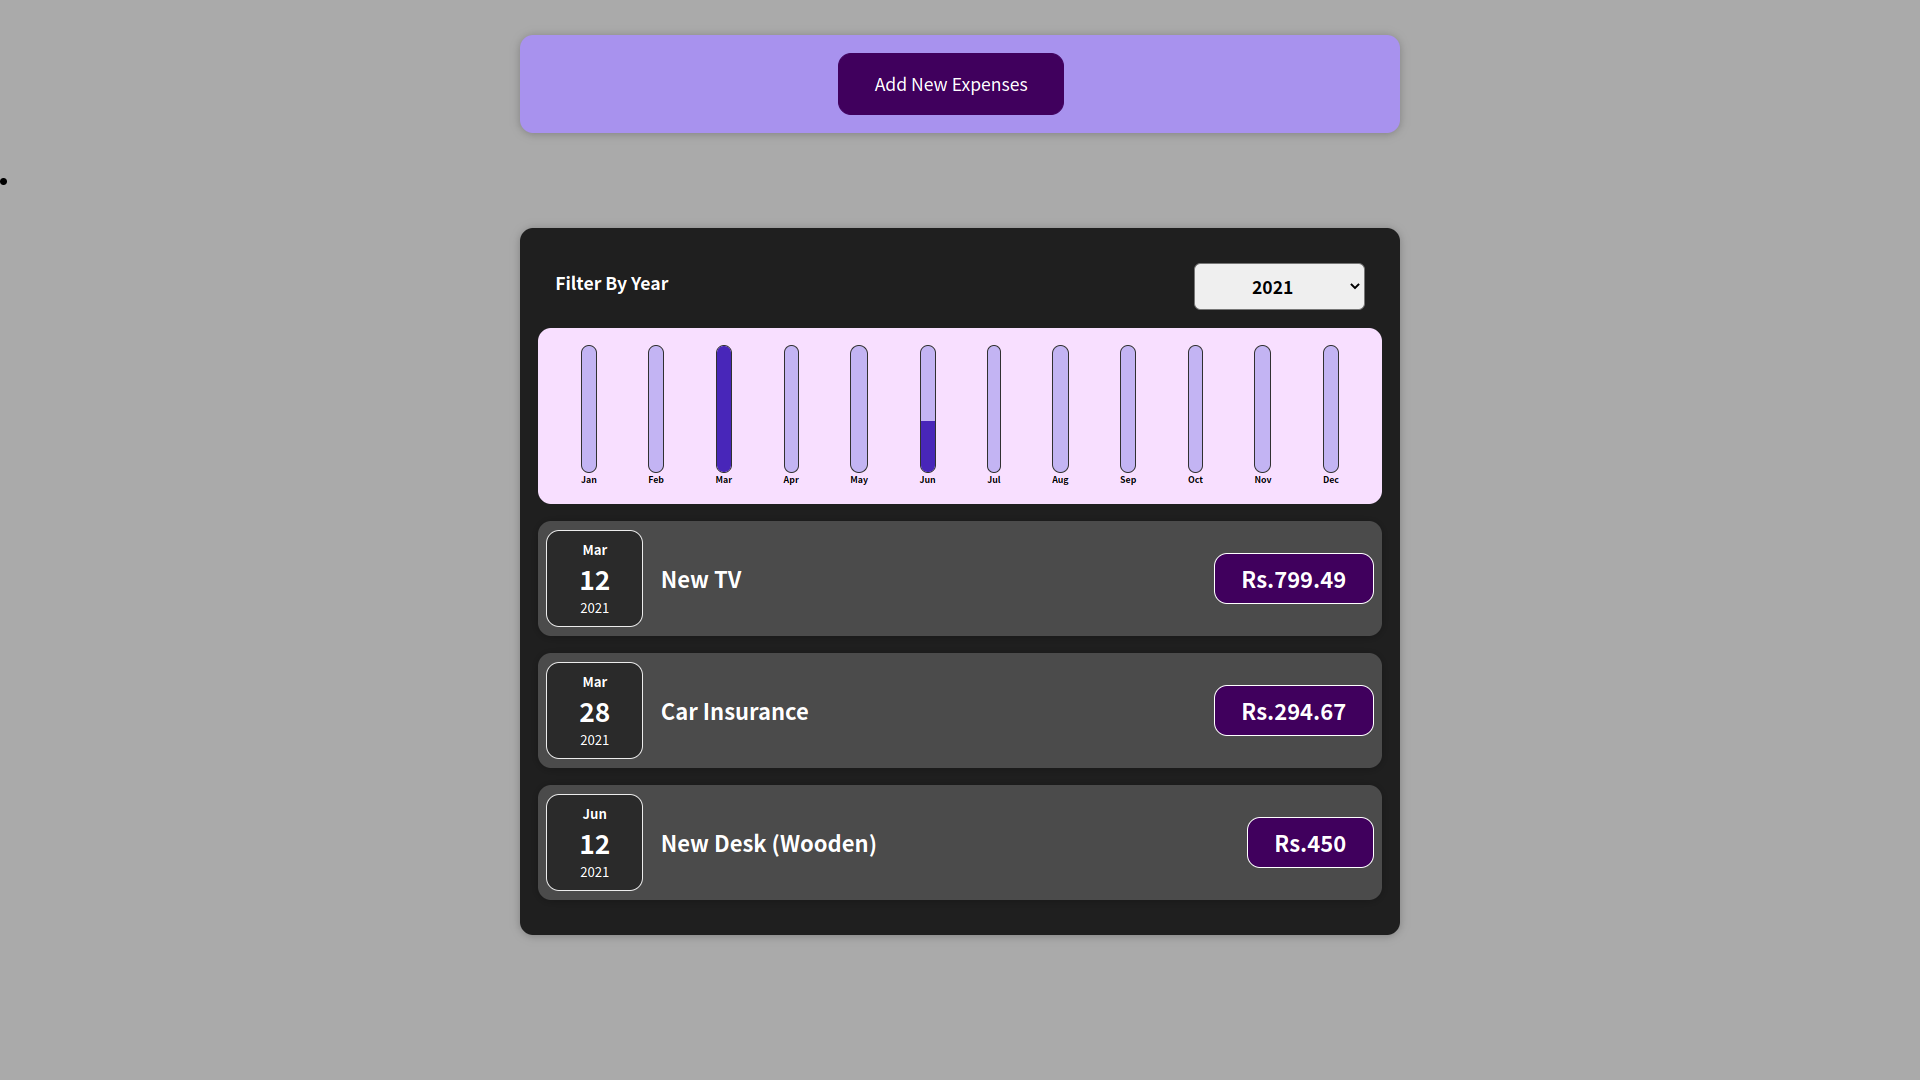 Add New Expenses
Filter By Year
2021
Jan Feb Mar Apr May Jun Jul Aug Sep Oct Nov Dec
Mar
12
2021
New TV
Rs.799.49
Mar
28
2021
Car Insurance
Rs.294.67
Jun
12
2021
New Desk (Wooden)
Rs.450